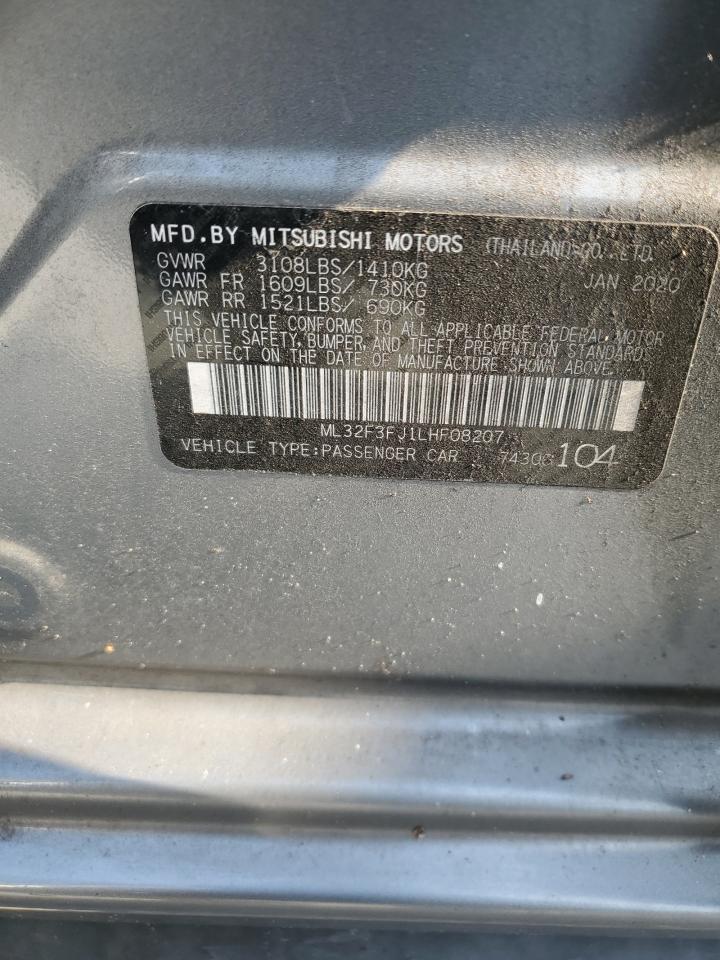 MFD.BY MITSUBISHI MOTORS (THAILAND) CO., LTD.
GVWR 3108LBS/1410KG JAN 2020
GAWR FR 1609LBS/ 730KG
GAWR RR 1521LBS/ 690KG
THIS VEHICLE CONFORMS TO ALL APPLICABLE FEDERAL MOTOR
VEHICLE SAFETY, BUMPER, AND THEFT PREVENTION STANDARDS
IN EFFECT ON THE DATE OF MANUFACTURE SHOWN ABOVE.
ML32F3FJ1LHF08207
VEHICLE TYPE:PASSENGER CAR 104